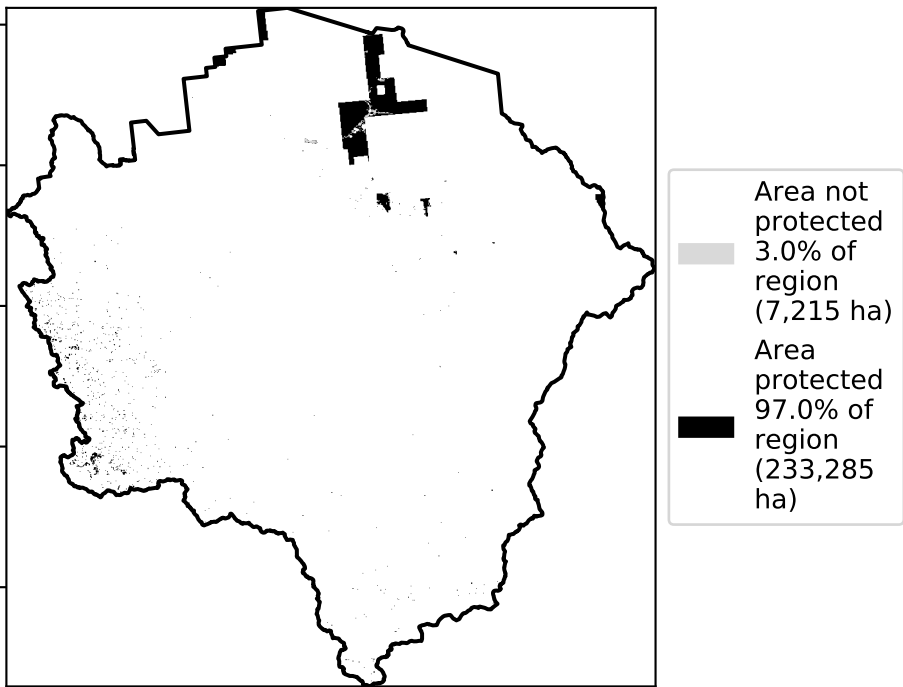 Area not
protected
3.0% of
region
(7,215 ha)
Area
protected
97.0% of
region
(233,285
ha)